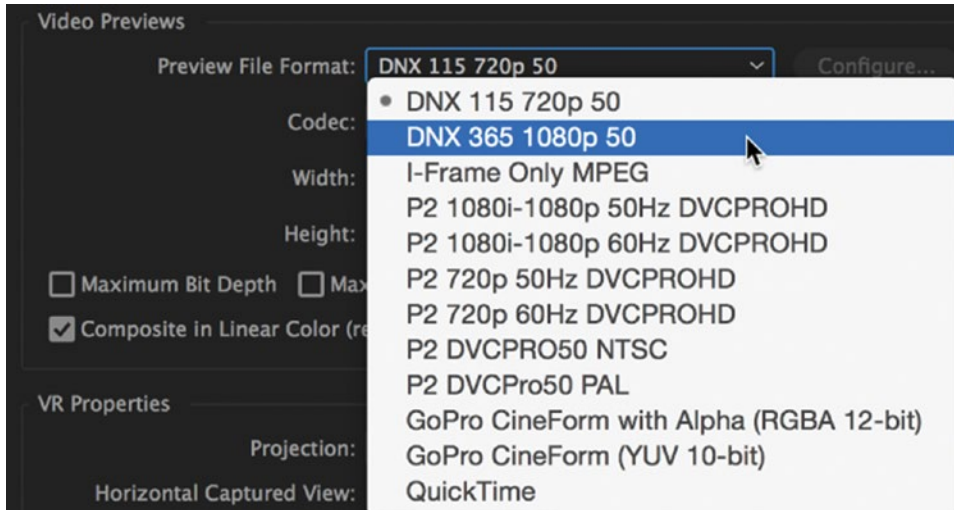 Video Previews
Preview File Format: DNX 115 720p 50 Configure...
DNX 115 720p 50
Codec:
DNX 365 1080p 50
Width:
I-Frame Only MPEG
P2 1080i-1080p 50Hz DVCPROHD
Height:
P2 1080i-1080p 60Hz DVCPROHD
Maximum Bit Depth Max
P2 720p 50Hz DVCPROHD
P2 720p 60Hz DVCPROHD
Composite in Linear Color (re
P2 DVCPRO50 NTSC
P2 DVCPro50 PAL
VR Properties
GoPro CineForm with Alpha (RGBA 12-bit)
Projection:
GoPro CineForm (YUV 10-bit)
Horizontal Captured View:
QuickTime